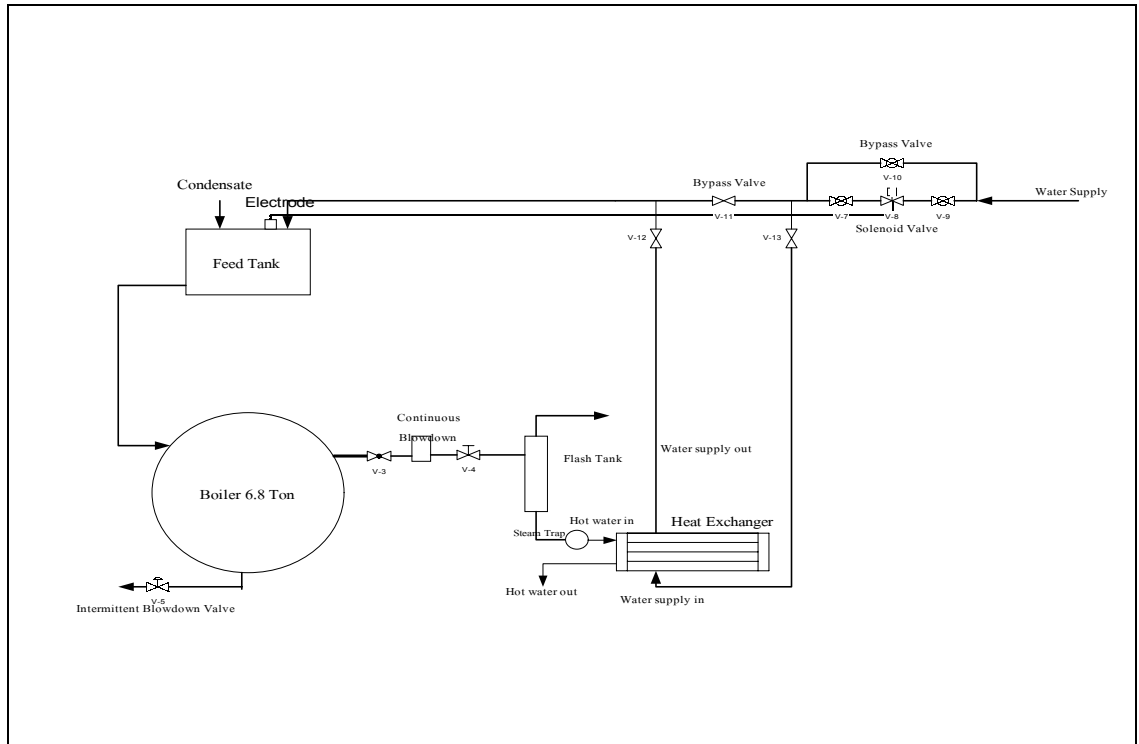 Bypass Valve
V-10
Condensate
Bypass Valve
Water Supply
Electrode
V-11
V-7
V-8
V-9
Solenoid Valve
V-12
V-13
Feed Tank
Continuous
Blowdown
V-3
V-4
Water supply out
Flash Tank
Boiler 6.8 Ton
Hot water in
Heat Exchanger
Steam Trap
V-5
Intermittent Blowdown Valve
Hot water out
Water supply in